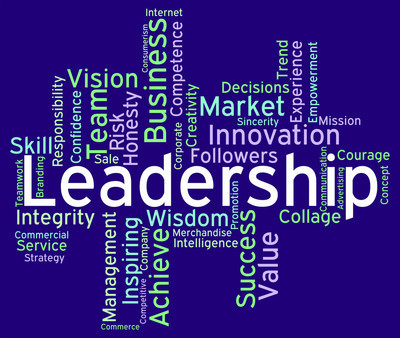 Internet
Consumerism
Business
Competence
Vision
Responsibility
Confidence
Team
Risk
Honesty
Creativity
Decisions
Trend
Experience
Empowerment
Market
Sincerity
Mission
Innovation
Skill
Teamwork
Branding
Sale
Corporate
Followers
Communication
Advertising
Courage
Concept
Leadership
Integrity
Commercial
Service
Strategy
Management
Inspiring
Commerce
Competitive
Company
Achieve
Wisdom
Merchandise
Intelligence
Promotion
Success
Value
Collage